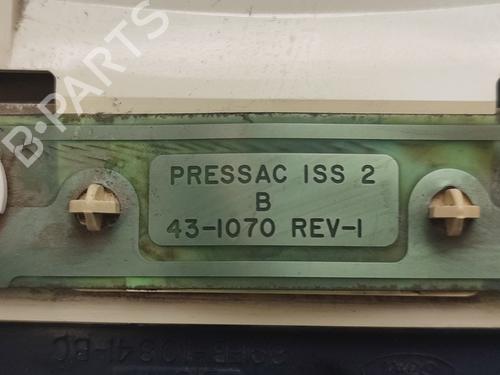 B-PARTS
PRESSAC ISS 2
B
43-1070 REV-1